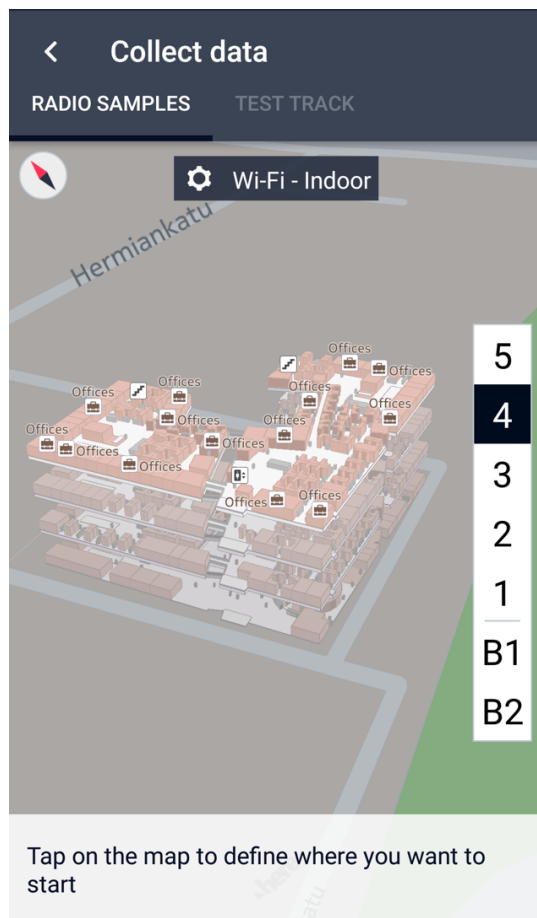 Collect data
RADIO SAMPLES
TEST TRACK
Wi-Fi - Indoor
Hermiankatu
Offices
Offices
Offices
Offices
Offices
Offices
Offices
Offices
Offices
Offices
Offices
Offices
Offices
Offices
5
4
3
2
1
B1
B2
Tap on the map to define where you want to
start